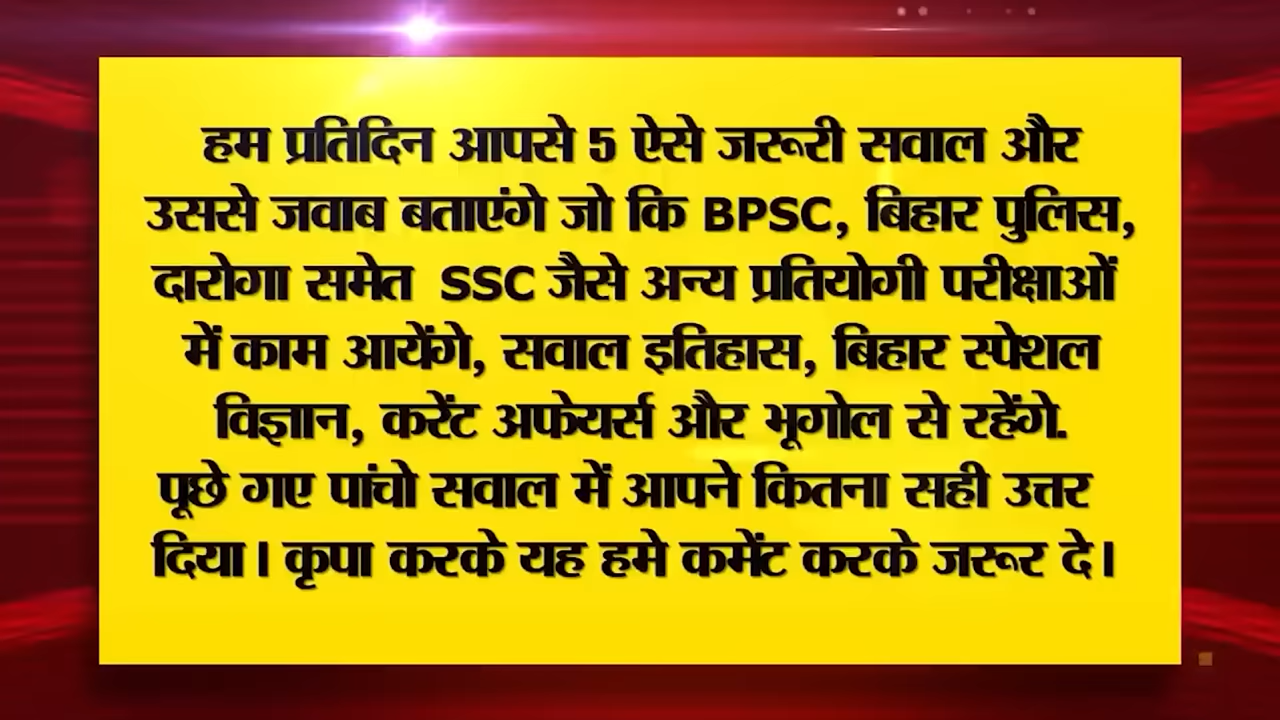 हम प्रतिदिन आपसे 5 ऐसे जरूरी सवाल और
उससे जवाब बताएंगे जो कि BPSC, बिहार पुलिस,
दारोगा समेत SSC जैसे अन्य प्रतियोगी परीक्षाओं
में काम आयेंगे, सवाल इतिहास, बिहार स्पेशल
विज्ञान, करेंट अफेयर्स और भूगोल से रहेंगे.
पूछे गए पांचो सवाल में आपने कितना सही उत्तर
दिया। कृपा करके यह हमे कमेंट करके जरूर दे।